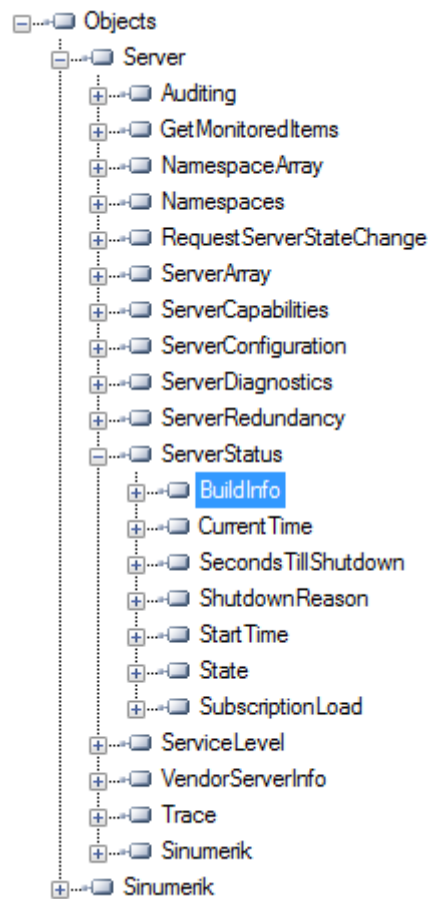 Objects
Server
Auditing
GetMonitoredItems
NamespaceArray
Namespaces
RequestServerStateChange
ServerArray
ServerCapabilities
ServerConfiguration
ServerDiagnostics
ServerRedundancy
ServerStatus
BuildInfo
CurrentTime
SecondsTillShutdown
ShutdownReason
StartTime
State
SubscriptionLoad
ServiceLevel
VendorServerInfo
Trace
Sinumerik
Sinumerik